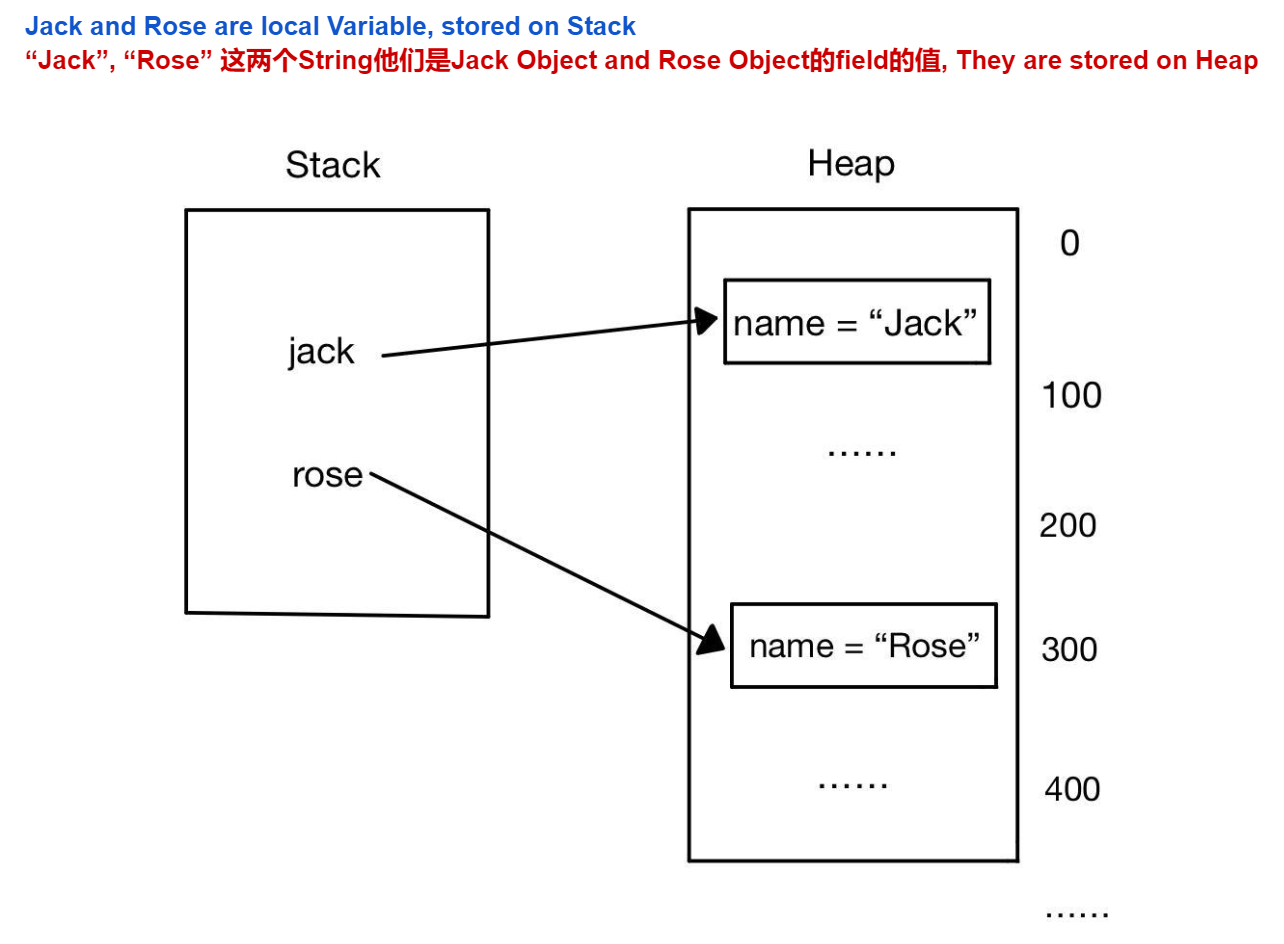 Jack and Rose are local Variable, stored on Stack
“Jack”, “Rose” 这两个String他们是Jack Object and Rose Object的field的值, They are stored on Heap
Stack
Heap
0
name = “Jack”
jack
100
......
rose
200
name = “Rose”
300
......
400
......